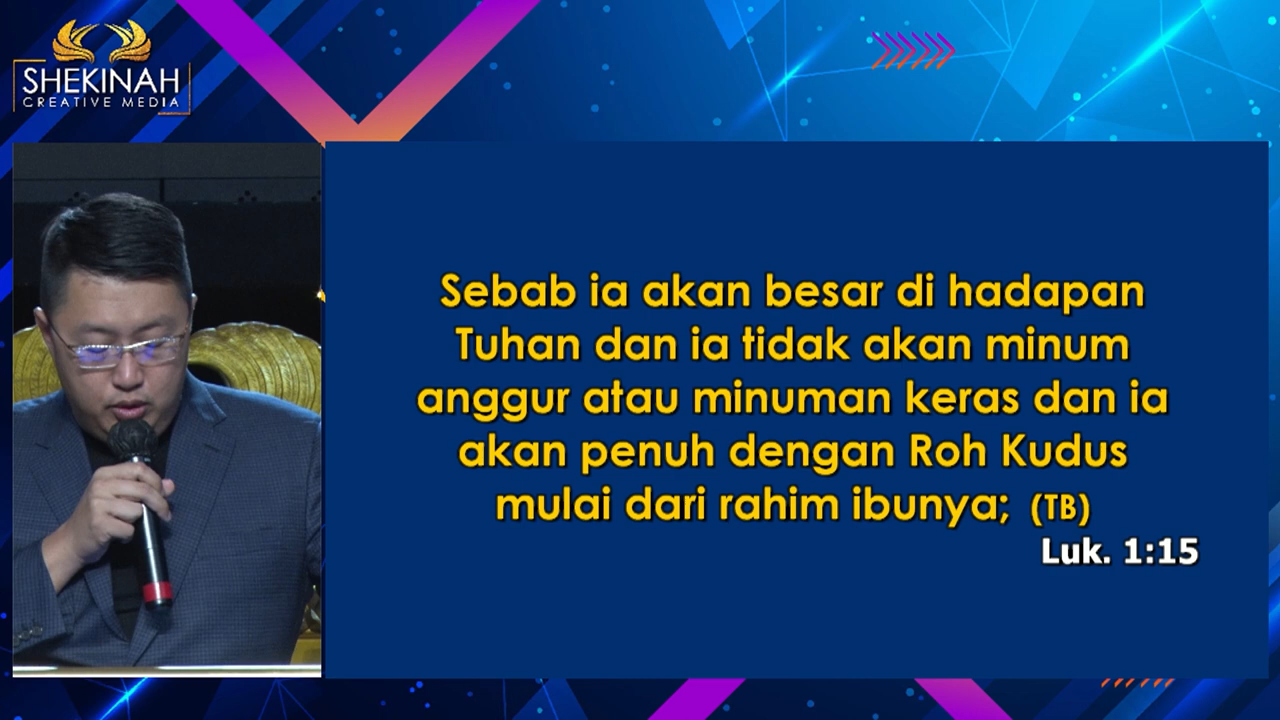 SHEKINAH
CREATIVE MEDIA
Sebab ia akan besar di hadapan
Tuhan dan ia tidak akan minum
anggur atau minuman keras dan ia
akan penuh dengan Roh Kudus
mulai dari rahim ibunya; (TB)
Luk. 1:15